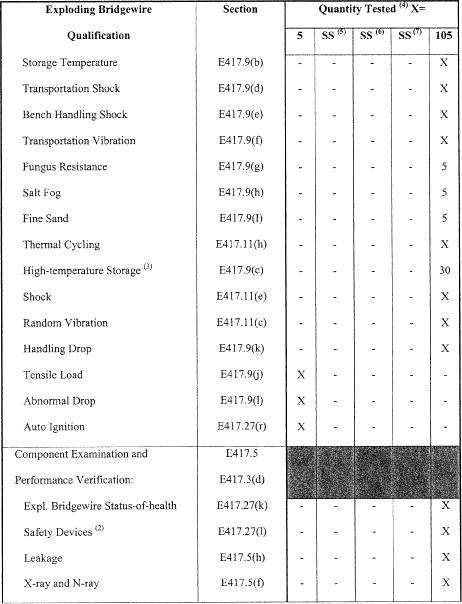 Exploding Bridgewire Section Quantity Tested (4) X=
Qualification 5 SS (5) SS (6) SS (7) 105
Storage Temperature E417.9(b) - - - - X
Transportation Shock E417.9(d) - - - - X
Bench Handling Shock E417.9(e) - - - - X
Transportation Vibration E417.9(f) - - - - X
Fungus Resistance E417.9(g) - - - - 5
Salt Fog E417.9(h) - - - - 5
Fine Sand E417.9(I) - - - - 5
Thermal Cycling E417.11(h) - - - - X
High-temperature Storage (3) E417.9(c) - - - - 30
Shock E417.11(e) - - - - X
Random Vibration E417.11(c) - - - - X
Handling Drop E417.9(k) - - - - X
Tensile Load E417.9(j) X - - - -
Abnormal Drop E417.9(l) X - - - -
Auto Ignition E417.27(r) X - - - -
Component Examination and E417.5
Performance Verification: E417.3(d)
Expl. Bridgewire Status-of-health E417.27(k) - - - - X
Safety Devices (2) E417.27(l) - - - - X
Leakage E417.5(h) - - - - X
X-ray and N-ray E417.5(f) - - - - X